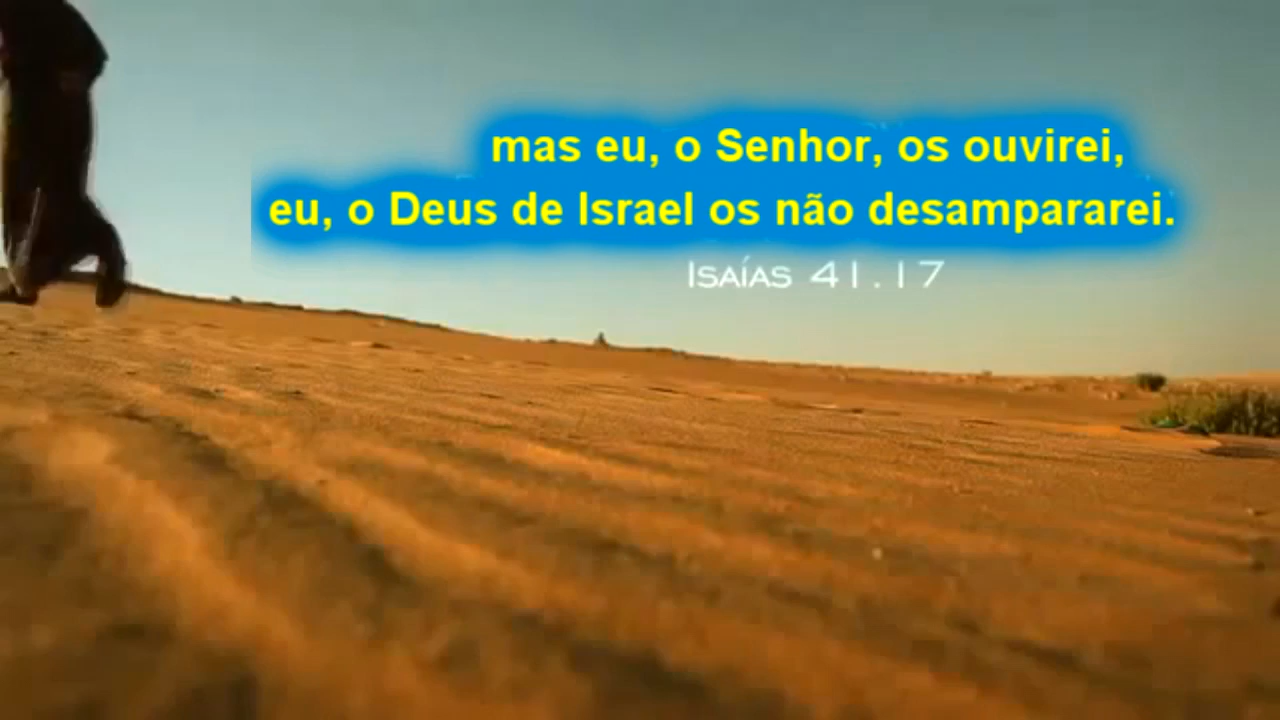 mas eu, o Senhor, os ouvirei,
eu, o Deus de Israel os não desampararei.
Isaías 41.17